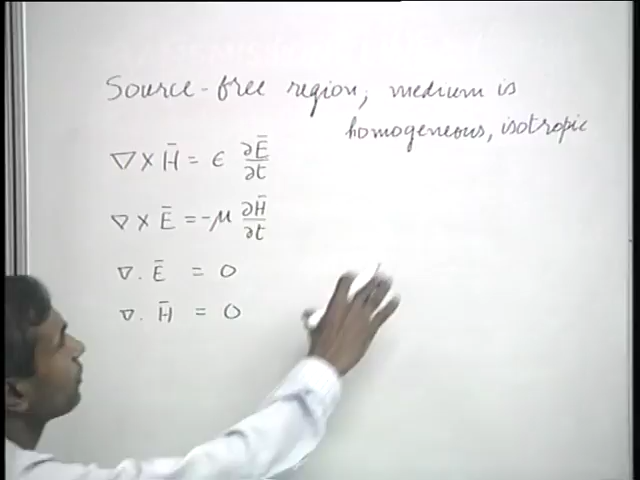 Source-free region, medium is
homogeneous, isotropic
∇ × H̄ = ϵ ∂Ē/∂t
∇ × Ē = -μ ∂H̄/∂t
∇. Ē = 0
∇. H̄ = 0